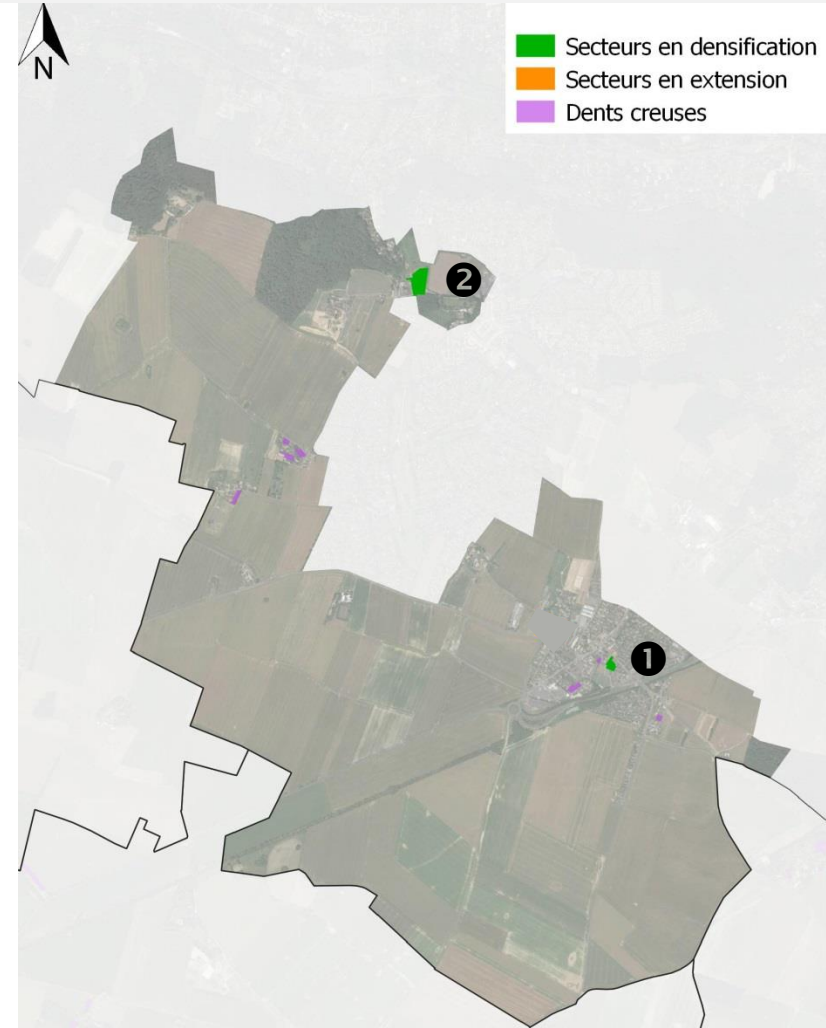 N
Secteurs en densification
Secteurs en extension
Dents creuses
2
1